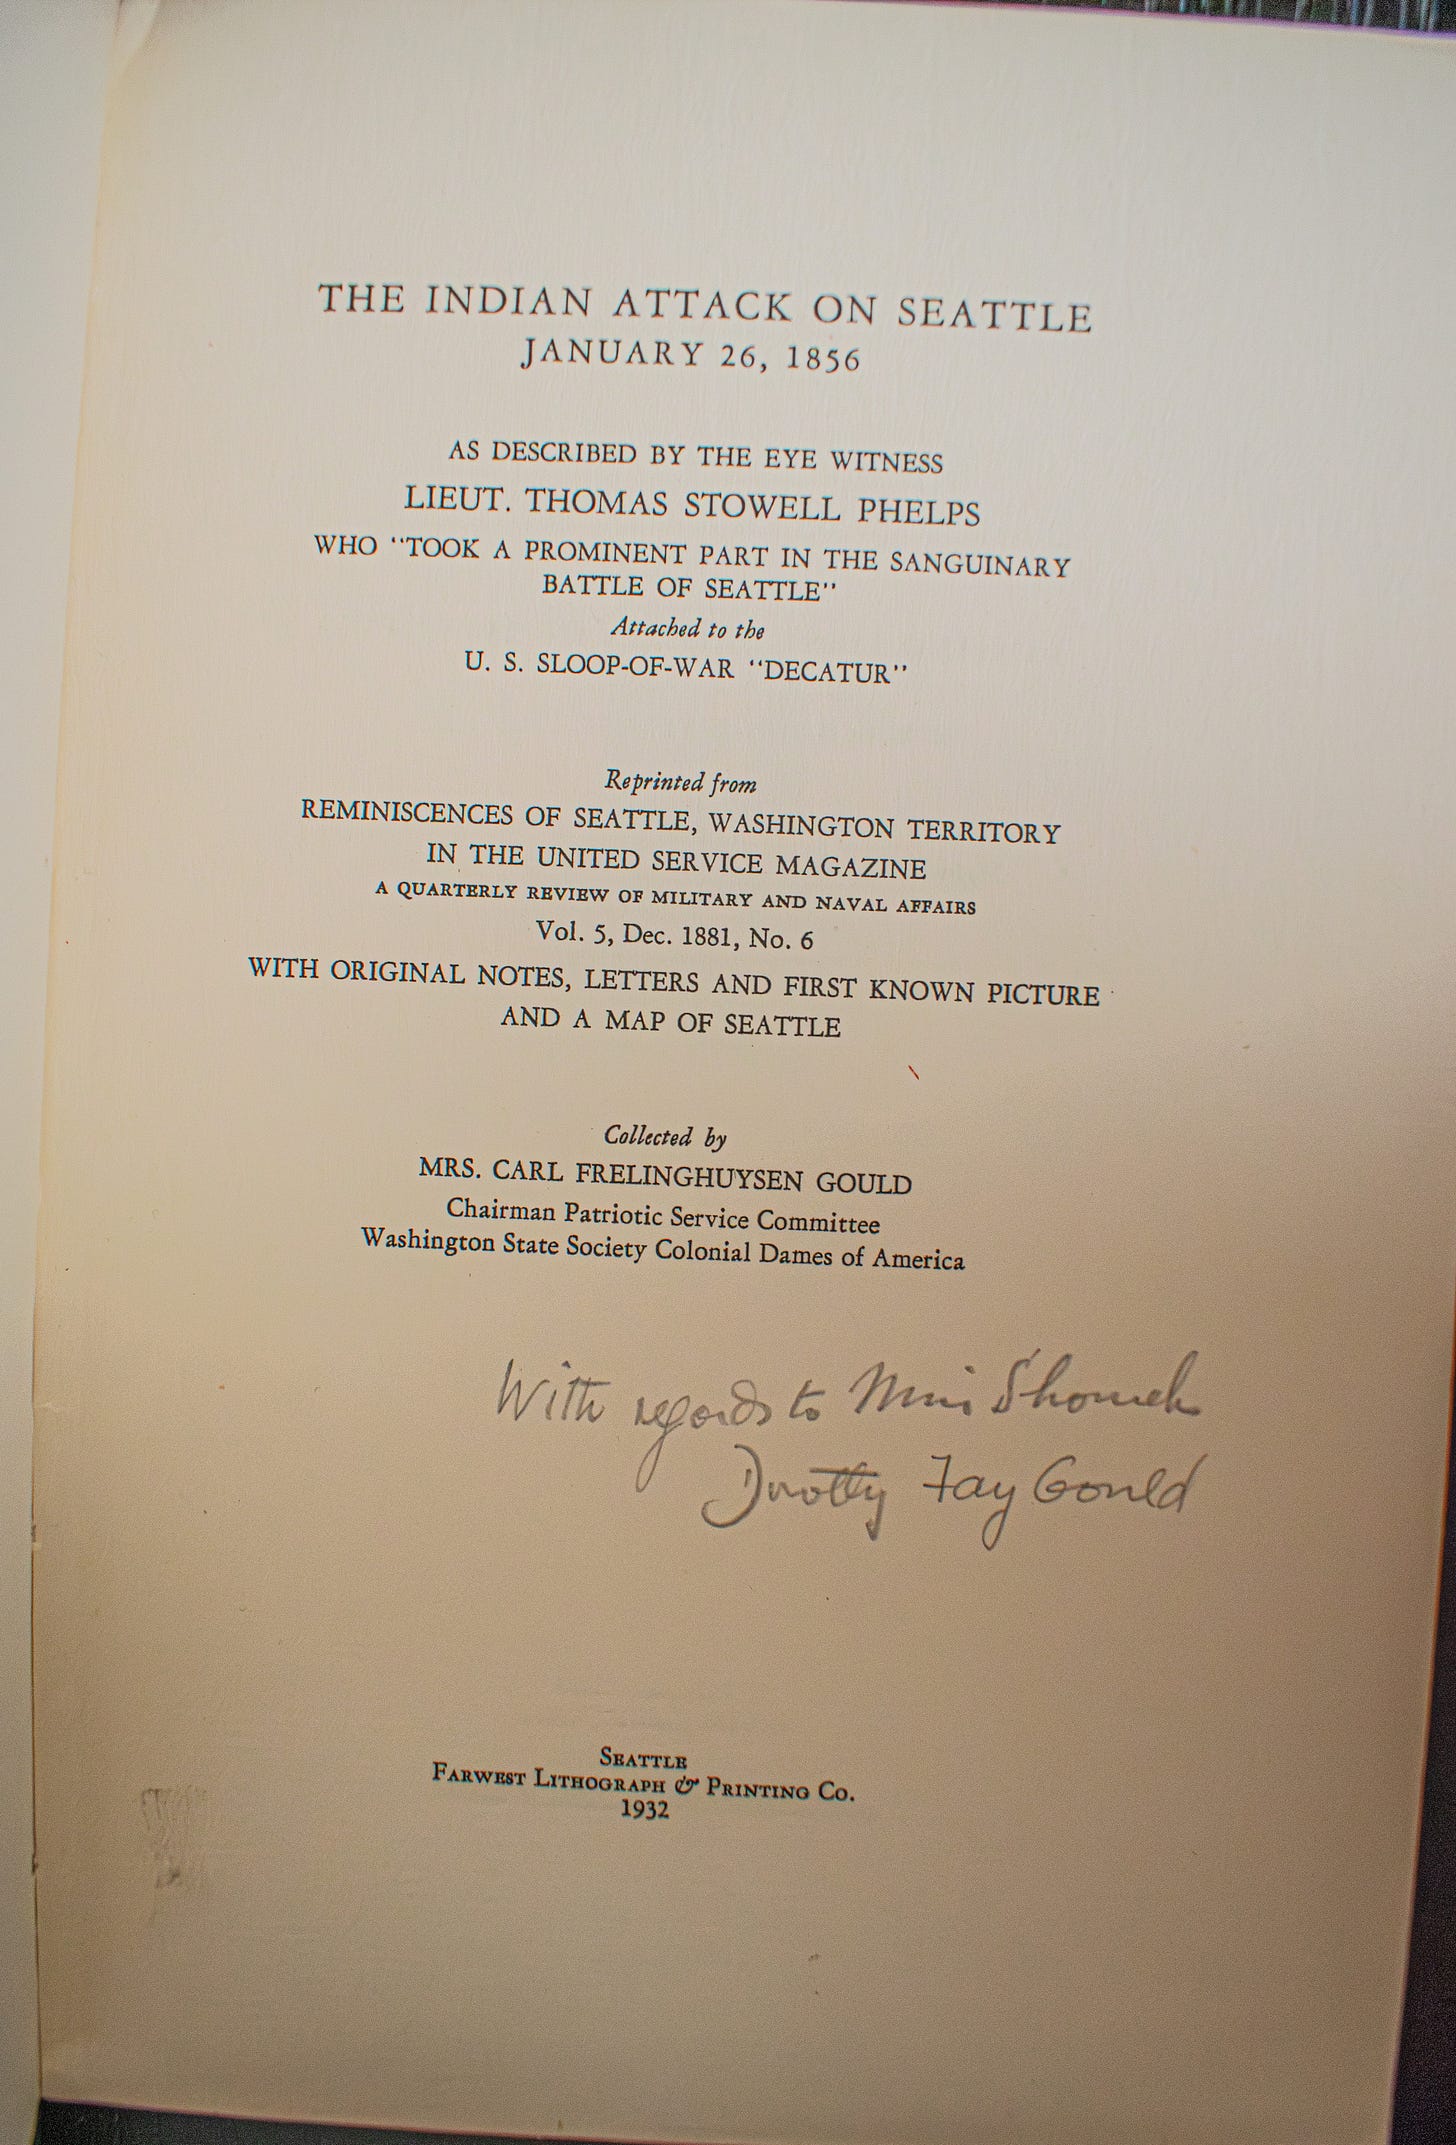 THE INDIAN ATTACK ON SEATTLE
JANUARY 26, 1856
AS DESCRIBED BY THE EYE WITNESS
LIEUT. THOMAS STOWELL PHELPS
WHO "TOOK A PROMINENT PART IN THE SANGUINARY
BATTLE OF SEATTLE"
Attached to the
U. S. SLOOP-OF-WAR "DECATUR"
Reprinted from
REMINISCENCES OF SEATTLE, WASHINGTON TERRITORY
IN THE UNITED SERVICE MAGAZINE
A QUARTERLY REVIEW OF MILITARY AND NAVAL AFFAIRS
Vol. 5, Dec. 1881, No. 6
WITH ORIGINAL NOTES, LETTERS AND FIRST KNOWN PICTURE
AND A MAP OF SEATTLE
Collected by
MRS. CARL FRELINGHUYSEN GOULD
Chairman Patriotic Service Committee
Washington State Society Colonial Dames of America
With regards to
Dorothy Fay Gould
SEATTLE
FARWEST LITHOGRAPH & PRINTING CO.
1932